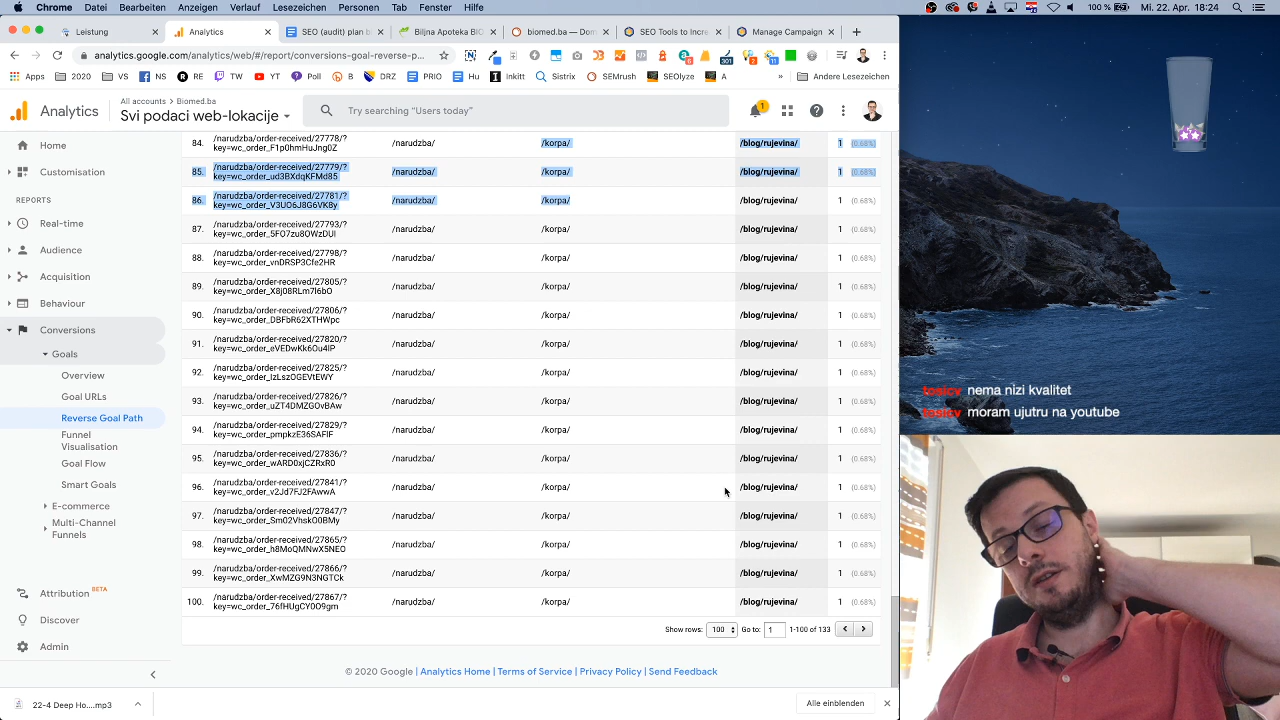 Chrome Datei Bearbeiten Anzeigen Verlauf Lesezeichen Personen Tab Fenster Hilfe 100 % Mi. 22. Apr. 18:24
Leistung Analytics SEO (audit) plan Biljna Apoteka BIO biomed.ba — Dom SEO Tools to Incre Manage Campaign
analytics.google.com/analytics/web/#/report/conversions-goals-reverse-p...
Apps 2020 VS FB NS RE TW YT Poll B DRZ PRIO Hu Inkitt Sistrix SEMrush SEOlyze A » Andere Lesezeichen
Analytics
All accounts > Biomed.ba
Svi podaci web-lokacije
Try searching “Users today”
1
Home
Customisation
REPORTS
Real-time
Audience
Acquisition
Behaviour
Conversions
Goals
Overview
Goal URLs
Reverse Goal Path
Funnel
Visualisation
Goal Flow
Smart Goals
E-commerce
Multi-Channel
Funnels
Attribution BETA
Discover
Admin
84. /narudzba/order-received/27778/? /narudzba/ /korpa/ /blog/rujevina/ 1 (0.68%)
key=wc_order_F1p0hmHuJng0Z
85. /narudzba/order-received/27779/? /narudzba/ /korpa/ /blog/rujevina/ 1 (0.68%)
key=wc_order_ud3BXdqKFMd85
86. /narudzba/order-received/27781/? /narudzba/ /korpa/ /blog/rujevina/ 1 (0.68%)
key=wc_order_V3UO6J8G6VKBy
87. /narudzba/order-received/27793/? /narudzba/ /korpa/ /blog/rujevina/ 1 (0.68%)
key=wc_order_5FO7zu8OWzDUI
88. /narudzba/order-received/27798/? /narudzba/ /korpa/ /blog/rujevina/ 1 (0.68%)
key=wc_order_vnDRSP3Cfe2HR
89. /narudzba/order-received/27805/? /narudzba/ /korpa/ /blog/rujevina/ 1 (0.68%)
key=wc_order_X8j0BRLm7l6bO
90. /narudzba/order-received/27806/? /narudzba/ /korpa/ /blog/rujevina/ 1 (0.68%)
key=wc_order_DBFbR62XTHWpc
91. /narudzba/order-received/27820/? /narudzba/ /korpa/ /blog/rujevina/ 1 (0.68%)
key=wc_order_eVEDwKk6Ou4IP
92. /narudzba/order-received/27825/? /narudzba/ /korpa/ /blog/rujevina/ 1 (0.68%)
key=wc_order_IzLszOGEVtEWY
93. /narudzba/order-received/27826/? /narudzba/ /korpa/ /blog/rujevina/ 1 (0.68%)
key=wc_order_uZT4DMZGOvBAw
94. /narudzba/order-received/27829/? /narudzba/ /korpa/ /blog/rujevina/ 1 (0.68%)
key=wc_order_pmpkzE36SAFIF
95. /narudzba/order-received/27836/? /narudzba/ /korpa/ /blog/rujevina/ 1 (0.68%)
key=wc_order_wARD0xjCZRxR0
96. /narudzba/order-received/27841/? /narudzba/ /korpa/ /blog/rujevina/ 1 (0.68%)
key=wc_order_v2Jd7FJ2FAwwA
97. /narudzba/order-received/27847/? /narudzba/ /korpa/ /blog/rujevina/ 1 (0.68%)
key=wc_order_Sm02VhskO0BMy
98. /narudzba/order-received/27865/? /narudzba/ /korpa/ /blog/rujevina/ 1 (0.68%)
key=wc_order_h8MoQMNwX5NEO
99. /narudzba/order-received/27866/? /narudzba/ /korpa/ /blog/rujevina/ 1 (0.68%)
key=wc_order_XwMZG9N3NGTCk
100. /narudzba/order-received/27867/? /narudzba/ /korpa/ /blog/rujevina/ 1 (0.68%)
key=wc_order_76fHUgCY0O9gm
Show rows: 100 Go to: 1 1-100 of 133
© 2020 Google | Analytics Home | Terms of Service | Privacy Policy | Send Feedback
22-4 Deep Ho....mp3
Alle einblenden
tosicv nema nizi kvalitet
tosicv moram ujutru na youtube